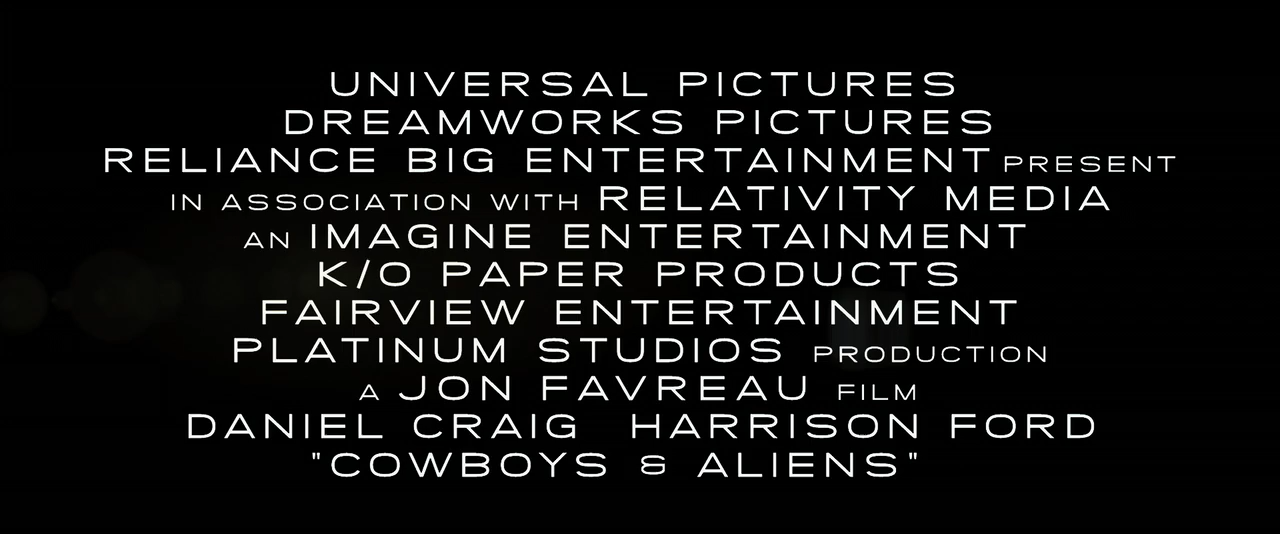 UNIVERSAL PICTURES
DREAMWORKS PICTURES
RELIANCE BIG ENTERTAINMENT PRESENT
IN ASSOCIATION WITH RELATIVITY MEDIA
AN IMAGINE ENTERTAINMENT
K/O PAPER PRODUCTS
FAIRVIEW ENTERTAINMENT
PLATINUM STUDIOS PRODUCTION
A JON FAVREAU FILM
DANIEL CRAIG HARRISON FORD
"COWBOYS & ALIENS"